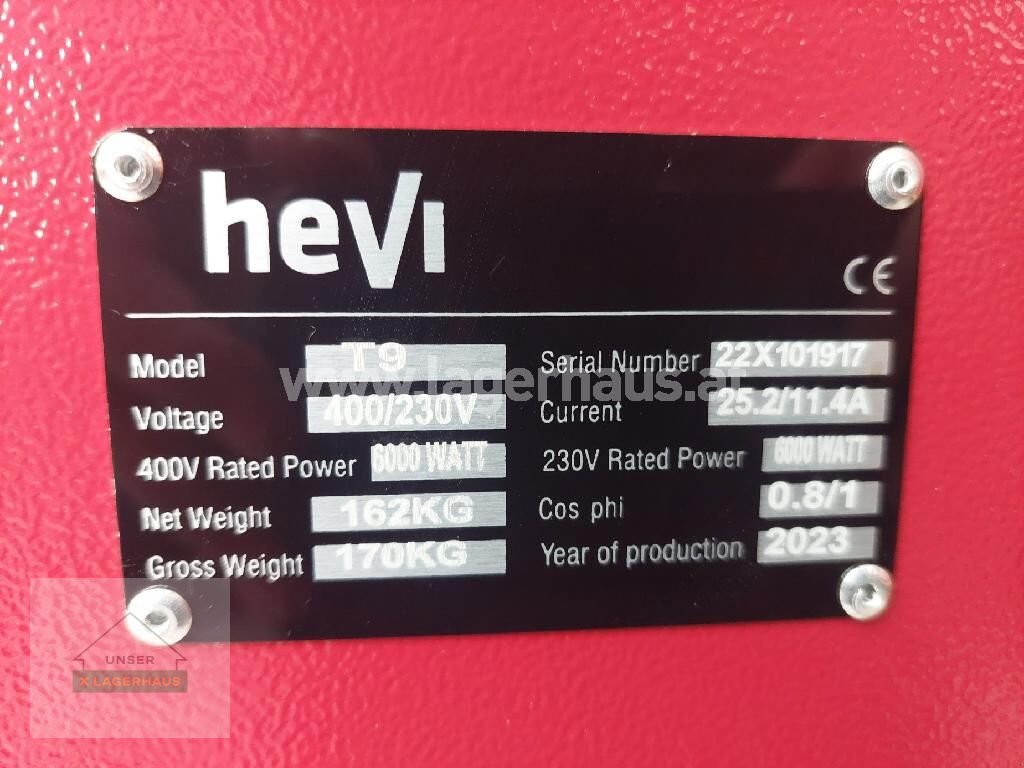 hevi
CE
Model T9 Serial Number 22X101917
www.lagerhaus.at
Voltage 400/230V Current 25.2/11.4A
400V Rated Power 6000 WATT 230V Rated Power 6000 WATT
Net Weight 162KG Cos phi 0.8/1
Gross Weight 170KG Year of production 2023
UNSER
X LAGERHAUS